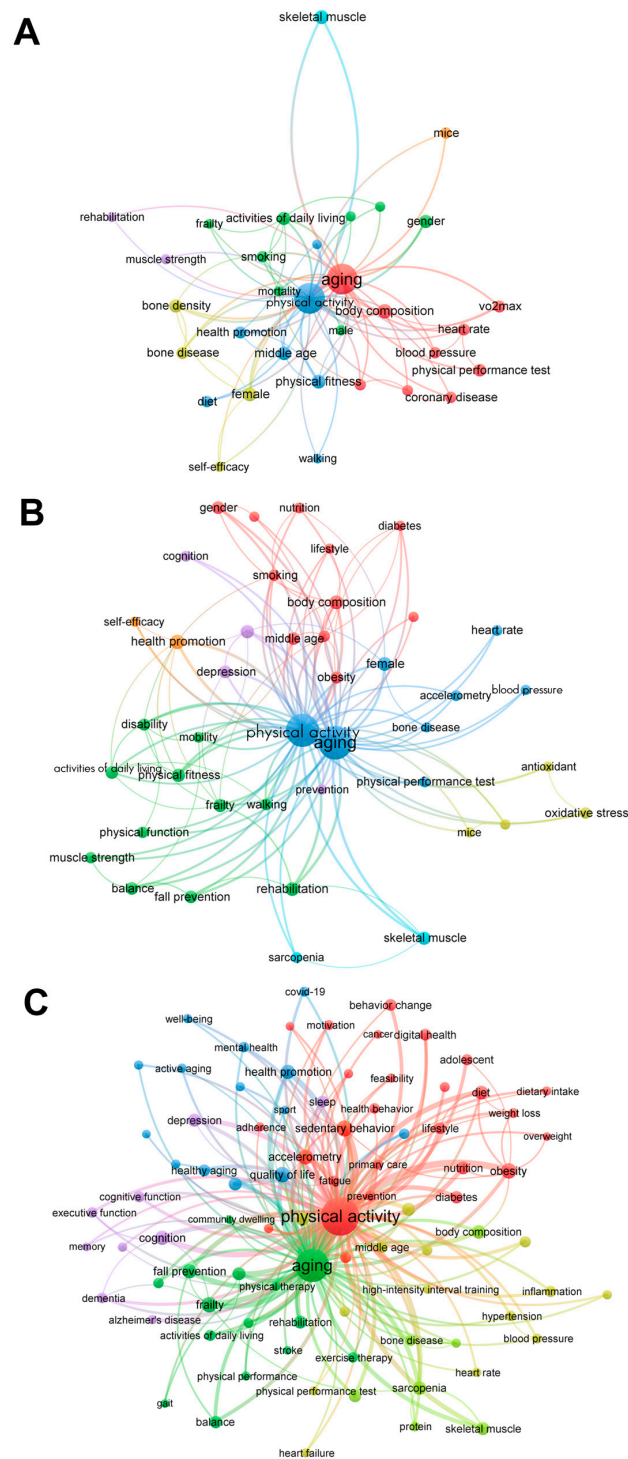 A
skeletal muscle
mice
rehabilitation
frailty
activities of daily living
gender
muscle strength
smoking
aging
mortality
physical activity
bone density
body composition
vo2max
health promotion
male
heart rate
bone disease
middle age
blood pressure
physical performance test
physical fitness
diet
female
coronary disease
walking
self-efficacy
B
gender
nutrition
diabetes
cognition
lifestyle
smoking
body composition
self-efficacy
health promotion
middle age
heart rate
depression
female
obesity
accelerometry
blood pressure
disability
physical activity
bone disease
mobility
aging
activities of daily living
physical fitness
prevention
physical performance test
antioxidant
frailty
walking
oxidative stress
physical function
mice
muscle strength
balance
fall prevention
rehabilitation
skeletal muscle
sarcopenia
C
covid-19
behavior change
well-being
motivation
mental health
cancer
digital health
active aging
health promotion
feasibility
adolescent
sleep
diet
dietary intake
sport
health behavior
weight loss
depression
adherence
sedentary behavior
lifestyle
overweight
accelerometry
primary care
healthy aging
quality of life
nutrition
obesity
fatigue
cognitive function
prevention
diabetes
executive function
community dwelling
physical activity
body composition
memory
cognition
middle age
fall prevention
aging
physical therapy
high-intensity interval training
inflammation
dementia
frailty
alzheimer's disease
rehabilitation
hypertension
activities of daily living
bone disease
blood pressure
stroke
exercise therapy
physical performance
heart rate
physical performance test
sarcopenia
gait
balance
protein
skeletal muscle
heart failure